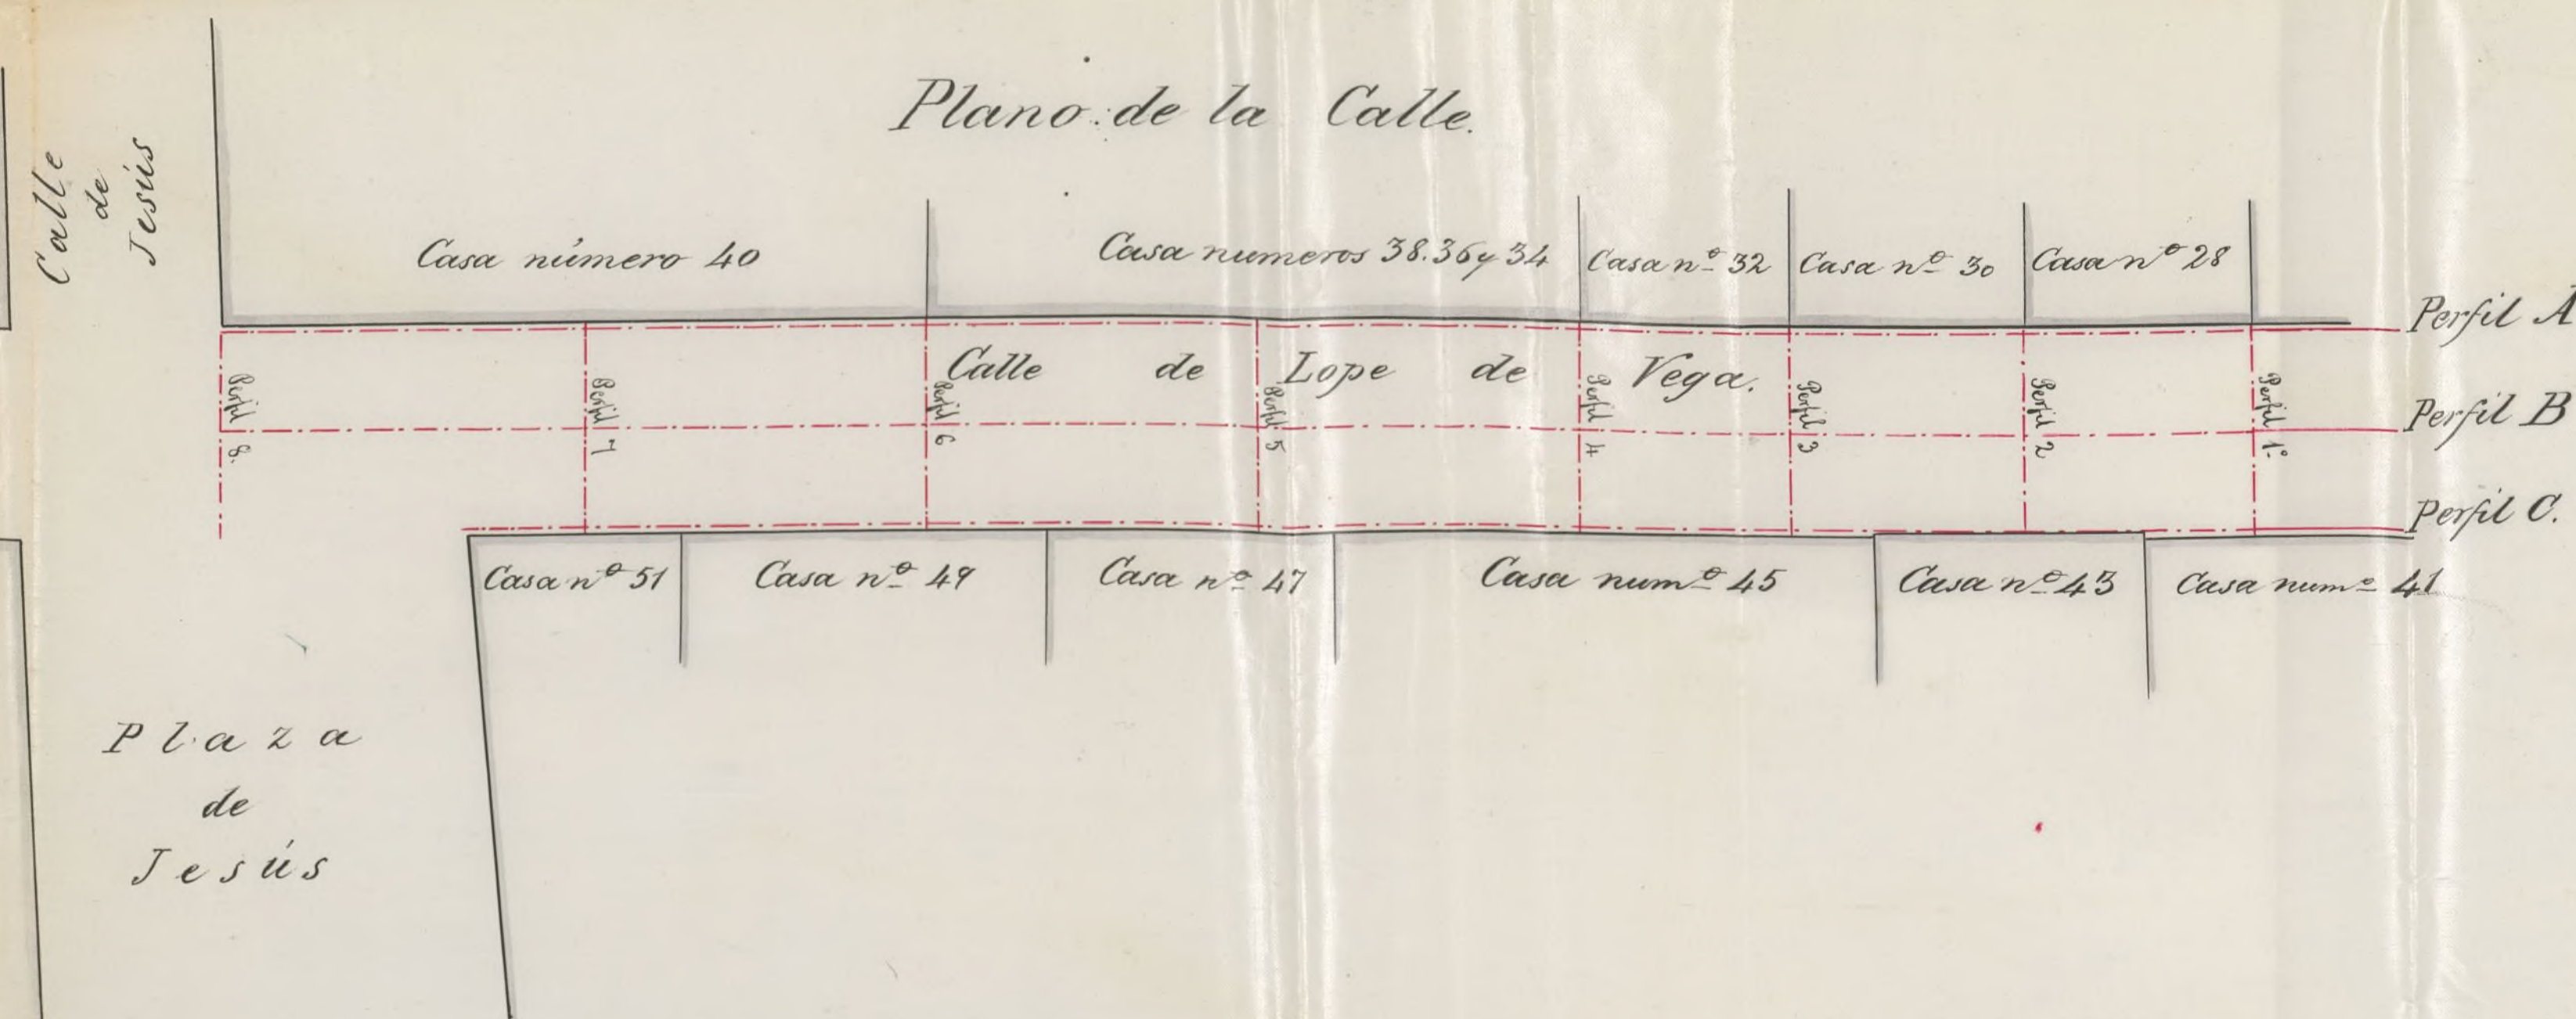 Plano de la Calle.
Calle
de
Jesús
Casa número 40
Casa numeros 38.36 y 34
Casa nº 32
Casa nº 30
Casa nº 28
Perfil A
Calle de Lope de Vega.
Perfil 8.
Perfil 7
Perfil 6
Perfil 5
Perfil 4
Perfil 3
Perfil 2
Perfil 1º
Perfil B
Perfil C.
Casa nº 51
Casa nº 49
Casa nº 47
Casa numº 45
Casa nº 43
Casa numº 41
Plaza
de
Jesús